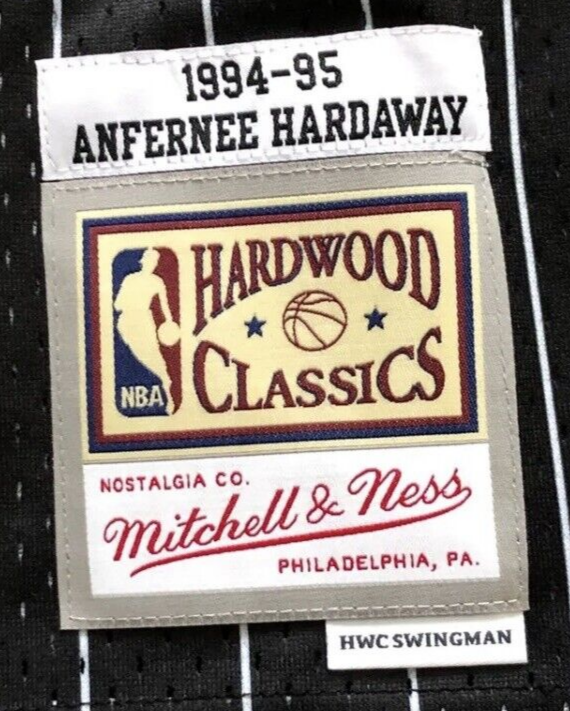 1994-95
ANFERNEE HARDAWAY
HARDWOOD
CLASSICS
NBA
NOSTALGIA CO.
Mitchell & Ness
PHILADELPHIA, PA.
HWC SWINGMAN